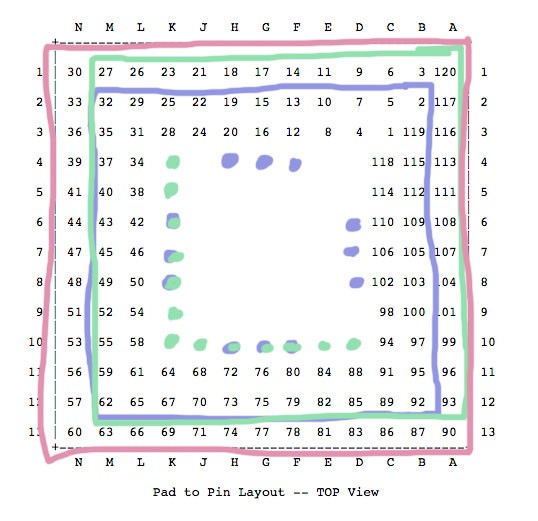 N M L K J H G F E D C B A
1 30 27 26 23 21 18 17 14 11 9 6 3 120 1
2 33 32 29 25 22 19 15 13 10 7 5 2 117 2
3 36 35 31 28 24 20 16 12 8 4 1 119 116 3
4 39 37 34 118 115 113 4
5 41 40 38 114 112 111 5
6 44 43 42 110 109 108 6
7 47 45 46 106 105 107 7
8 48 49 50 102 103 104 8
9 51 52 54 98 100 101 9
10 53 55 58 94 97 99 10
11 56 59 61 64 68 72 76 80 84 88 91 95 96 11
12 57 62 65 67 70 73 75 79 82 85 89 92 93 12
13 60 63 66 69 71 74 77 78 81 83 86 87 90 13
N M L K J H G F E D C B A
Pad to Pin Layout -- TOP View